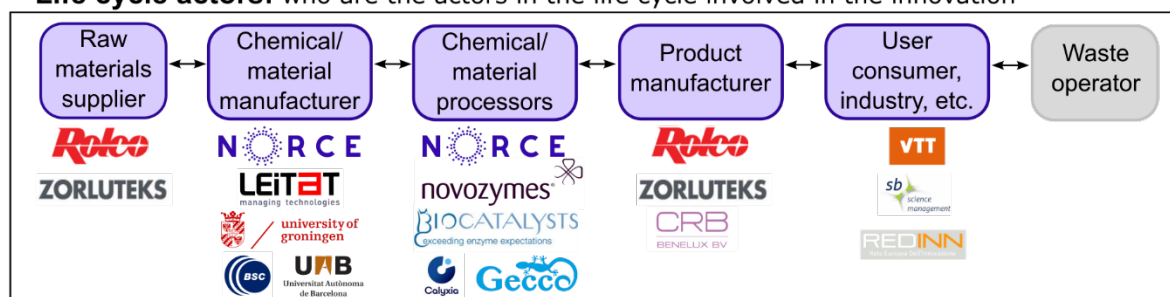 Life cycle actors: who are the actors in the life cycle involved in the innovation
Raw
materials
supplier
Chemical/
material
manufacturer
Chemical/
material
processors
Product
manufacturer
User
consumer,
industry, etc.
Waste
operator
Rolco
ZORLUTEKS
NORCE
LEITAT
managing technologies
university of
groningen
BSC
UAB
Universitat Autònoma
de Barcelona
NORCE
novozymes
BIOCATALYSTS
exceeding enzyme expectations
Calyxia
Gecco
Rolco
ZORLUTEKS
CRB
BENELUX BV
VTT
sb
science
management
REDINN